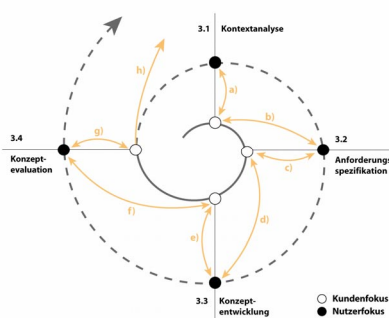 3.1 Kontextanalyse
h)
a)
b)
g)
3.4
3.2
Konzept-
evaluation
Anforderungs
spezifikation
c)
f)
d)
e)
3.3 Konzept-
entwicklung
Kundenfokus
Nutzerfokus